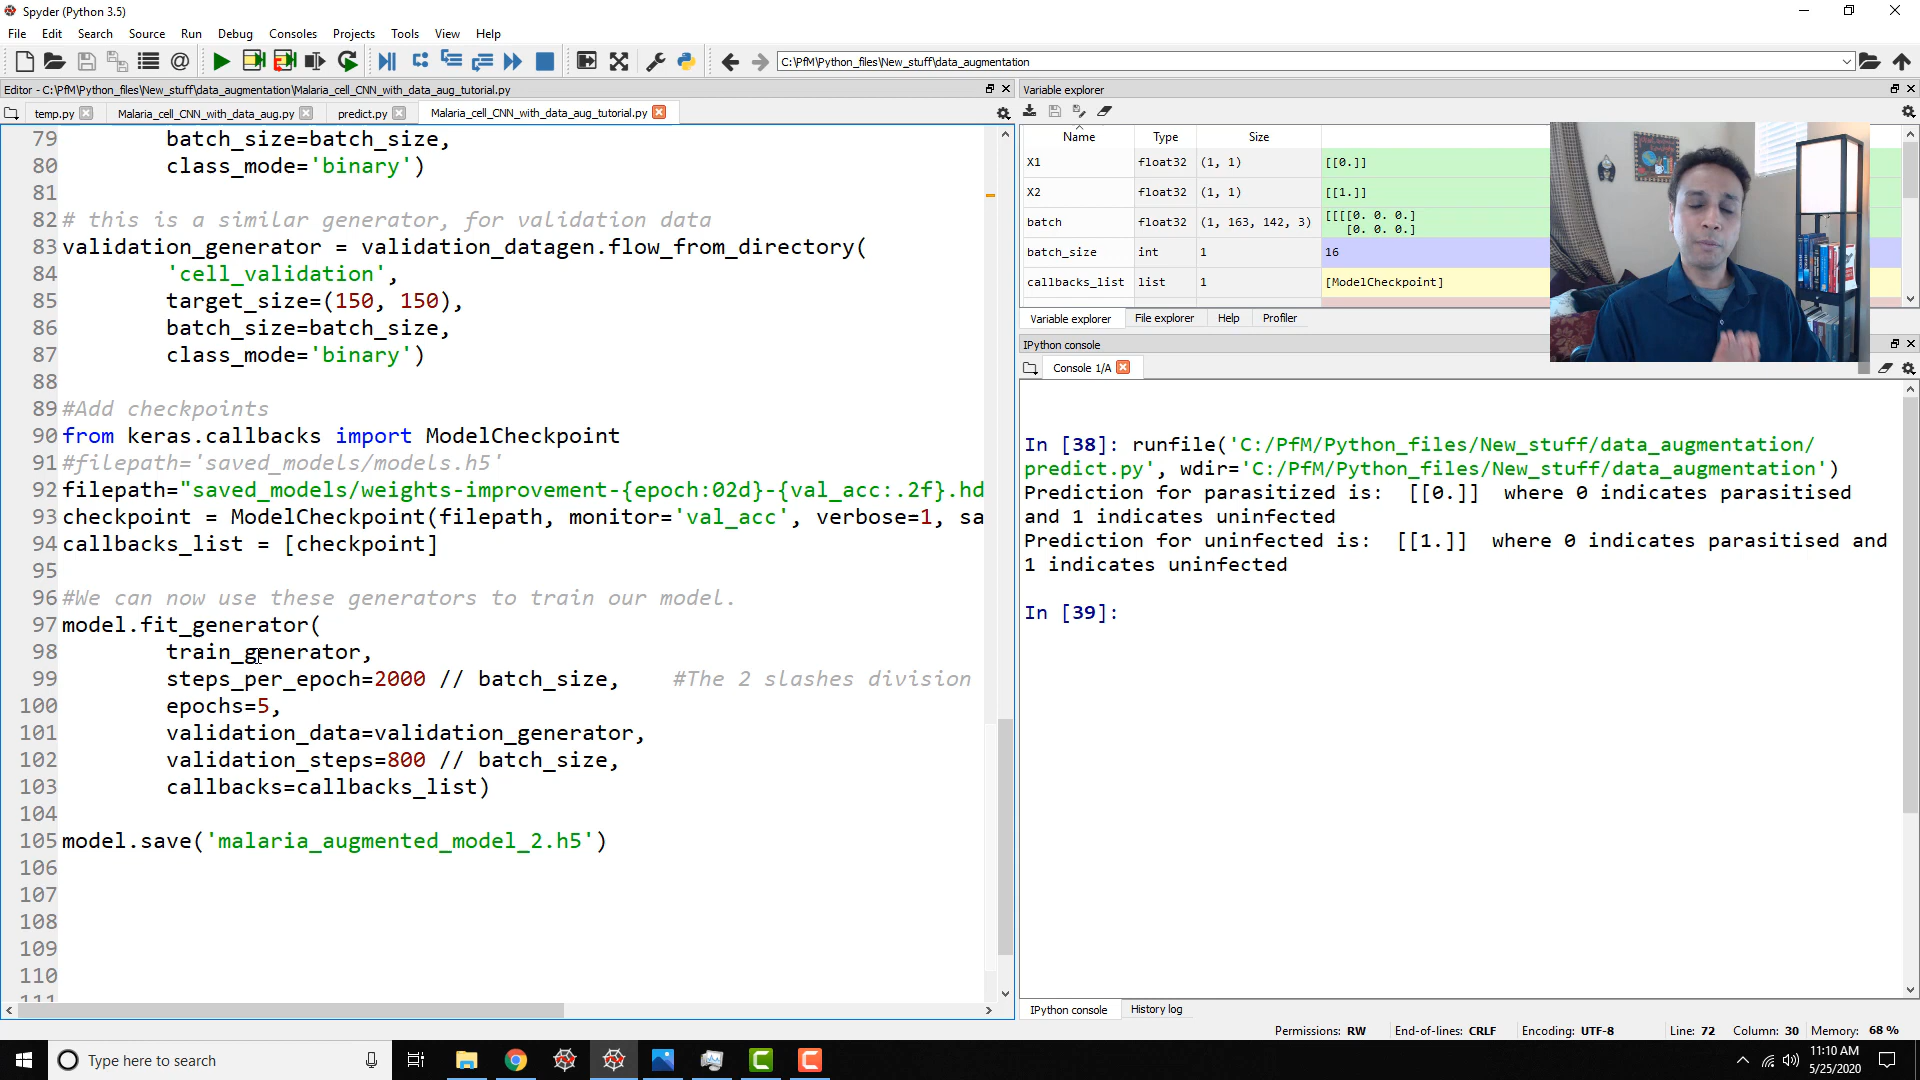 Spyder (Python 3.5)
File Edit Search Source Run Debug Consoles Projects Tools View Help
C:\PfM\Python_files\New_stuff\data_augmentation
Editor - C:\PfM\Python_files\New_stuff\data_augmentation\Malaria_cell_CNN_with_data_aug_tutorial.py
temp.py Malaria_cell_CNN_with_data_aug.py predict.py Malaria_cell_CNN_with_data_aug_tutorial.py
79 batch_size=batch_size,
80 class_mode='binary')
81
82 # this is a similar generator, for validation data
83 validation_generator = validation_datagen.flow_from_directory(
84 'cell_validation',
85 target_size=(150, 150),
86 batch_size=batch_size,
87 class_mode='binary')
88
89 #Add checkpoints
90 from keras.callbacks import ModelCheckpoint
91 #filepath='saved_models/models.h5'
92 filepath="saved_models/weights-improvement-{epoch:02d}-{val_acc:.2f}.hd
93 checkpoint = ModelCheckpoint(filepath, monitor='val_acc', verbose=1, sa
94 callbacks_list = [checkpoint]
95
96 #We can now use these generators to train our model.
97 model.fit_generator(
98 train_generator,
99 steps_per_epoch=2000 // batch_size, #The 2 slashes division
100 epochs=5,
101 validation_data=validation_generator,
102 validation_steps=800 // batch_size,
103 callbacks=callbacks_list)
104
105 model.save('malaria_augmented_model_2.h5')
106
107
108
109
110
111
Variable explorer
Name Type Size
X1 float32 (1, 1) [[0.]]
X2 float32 (1, 1) [[1.]]
batch float32 (1, 163, 142, 3) [[[[0. 0. 0.]
[0. 0. 0.]
batch_size int 1 16
callbacks_list list 1 [ModelCheckpoint]
Variable explorer File explorer Help Profiler
IPython console
Console 1/A
In [38]: runfile('C:/PfM/Python_files/New_stuff/data_augmentation/
predict.py', wdir='C:/PfM/Python_files/New_stuff/data_augmentation')
Prediction for parasitized is: [[0.]] where 0 indicates parasitised
and 1 indicates uninfected
Prediction for uninfected is: [[1.]] where 0 indicates parasitised and
1 indicates uninfected
In [39]:
IPython console History log
Permissions: RW End-of-lines: CRLF Encoding: UTF-8 Line: 72 Column: 30 Memory: 68 %
Type here to search
11:10 AM
5/25/2020